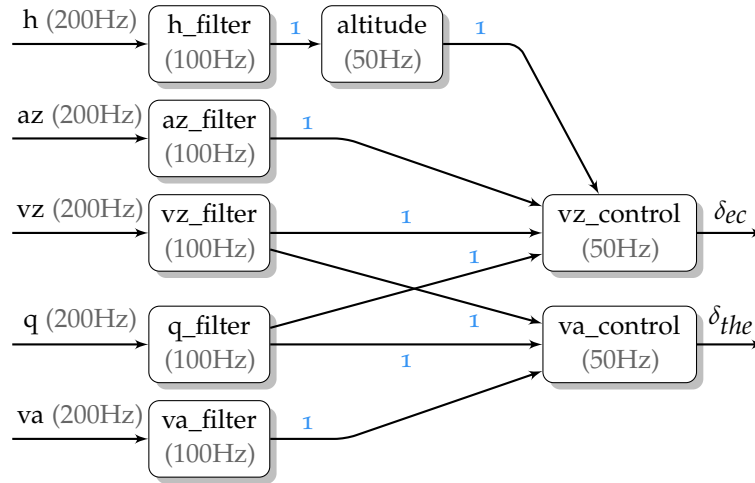 h (200Hz)
h_filter
(100Hz)
1
altitude
(50Hz)
1
az (200Hz)
az_filter
(100Hz)
1
vz (200Hz)
vz_filter
(100Hz)
1
vz_control
(50Hz)
δec
1
q (200Hz)
q_filter
(100Hz)
1
1
va_control
(50Hz)
δthe
va (200Hz)
va_filter
(100Hz)
1